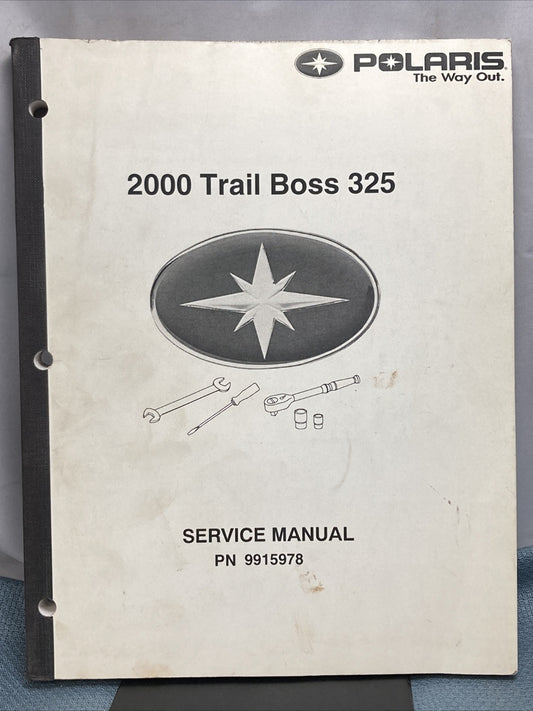 POLARIS®
The Way Out.
2000 Trail Boss 325
SERVICE MANUAL
PN 9915978